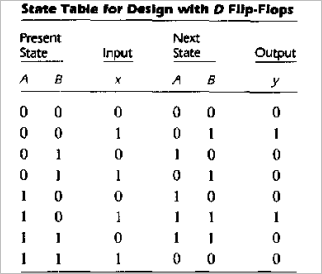 State Table for Design with D Flip-Flops
Present State Input Next State Output
A B x A B y
0 0 0 0 0 0
0 0 1 0 1 1
0 1 0 1 0 0
0 1 1 0 1 0
1 0 0 1 0 0
1 0 1 1 1 1
1 1 0 1 1 0
1 1 1 0 0 0